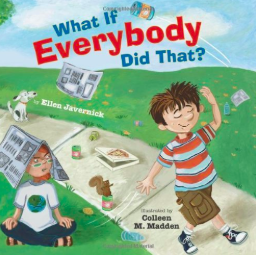 What If
Everybody
Did That?
by Ellen Javernick
illustrated by
Colleen
M. Madden